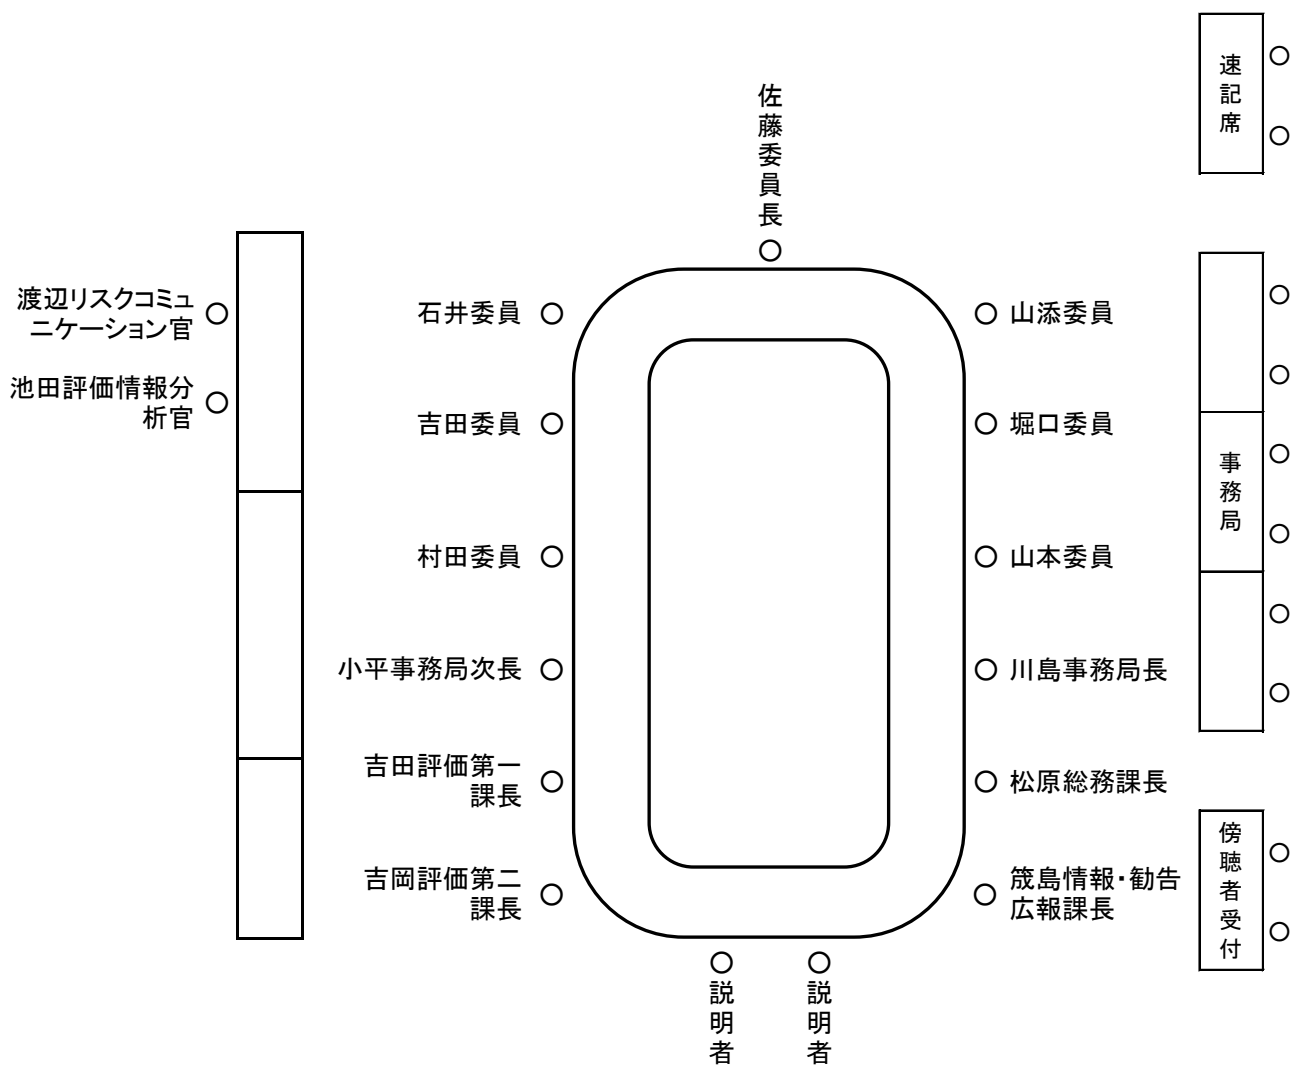 速記席
佐藤委員長
渡辺リスクコミュ
ニケーション官
池田評価情報分
析官
石井委員
山添委員
吉田委員
堀口委員
村田委員
山本委員
小平事務局次長
川島事務局長
吉田評価第一
課長
松原総務課長
吉岡評価第二
課長
筬島情報・勧告
広報課長
事務局
傍聴者受付
説明者
説明者